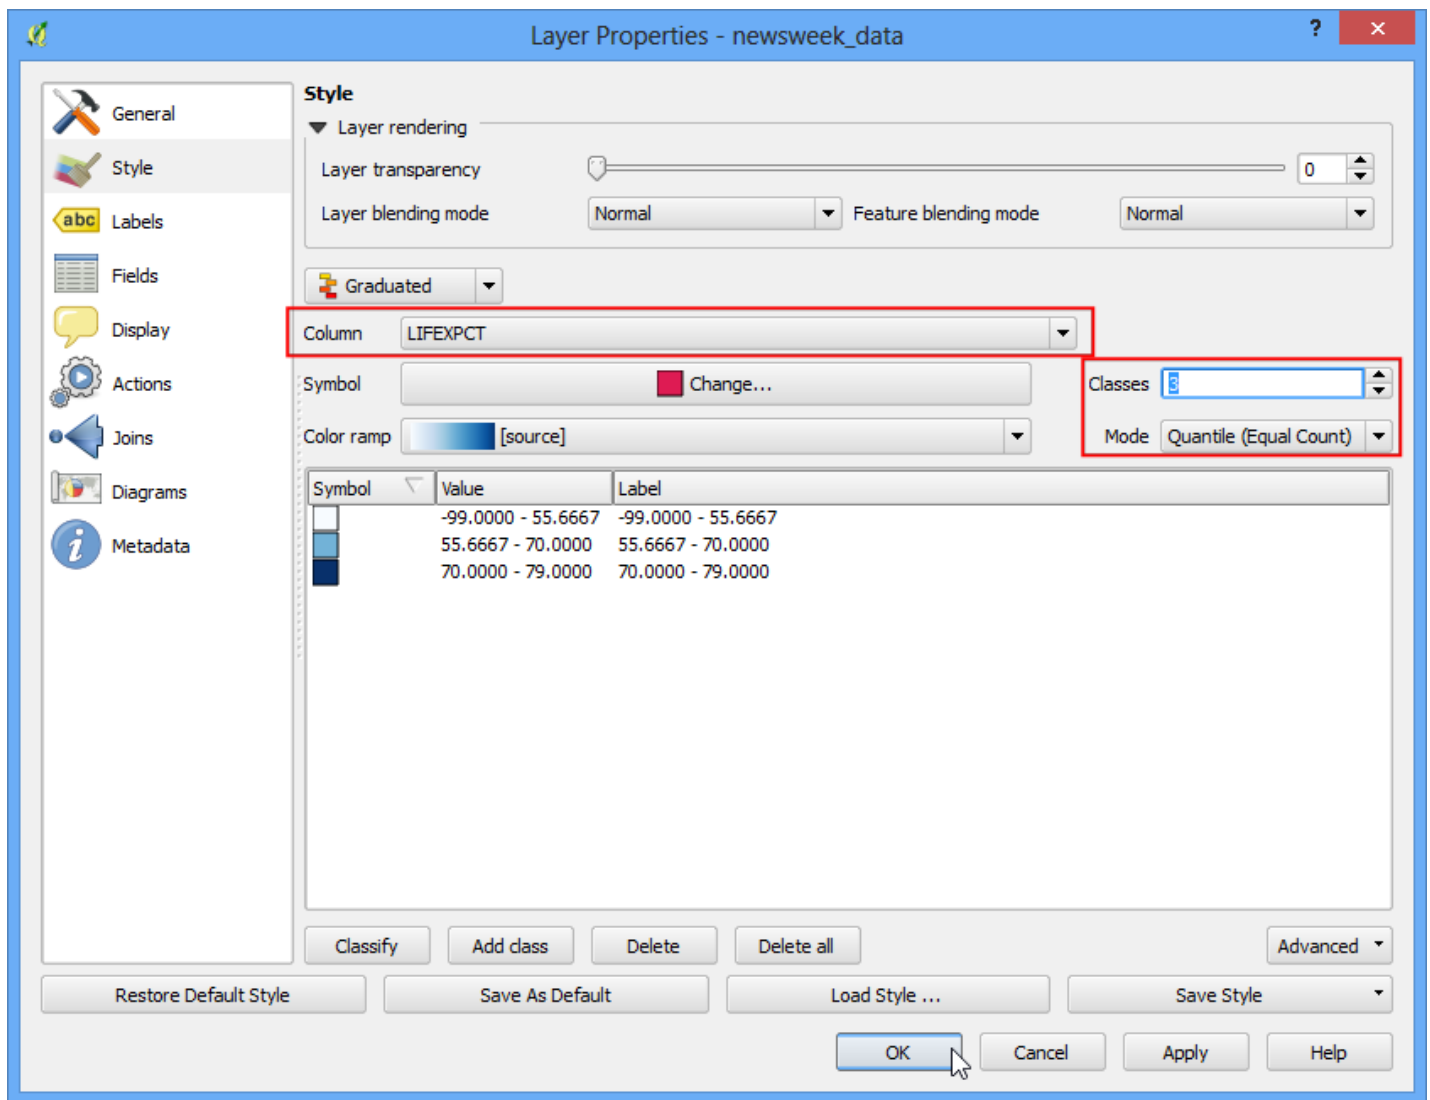 Layer Properties - newsweek_data
?
General
Style
abc Labels
Fields
Display
Actions
Joins
Diagrams
i Metadata
Style
Layer rendering
Layer transparency 0
Layer blending mode Normal Feature blending mode Normal
Graduated
Column LIFEXPCT
Symbol Change... Classes 3
Color ramp [source] Mode Quantile (Equal Count)
Symbol Value Label
-99.0000 - 55.6667 -99.0000 - 55.6667
55.6667 - 70.0000 55.6667 - 70.0000
70.0000 - 79.0000 70.0000 - 79.0000
Classify Add class Delete Delete all Advanced
Restore Default Style Save As Default Load Style ... Save Style
OK Cancel Apply Help